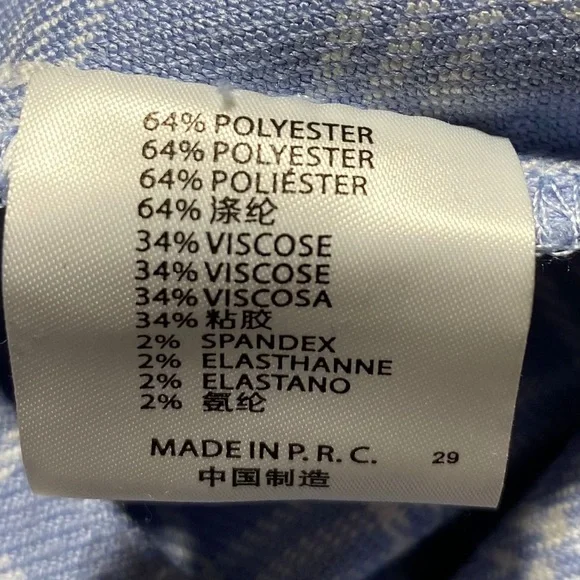 64% POLYESTER
64% POLYESTER
64% POLIÉSTER
64% 涤纶
34% VISCOSE
34% VISCOSE
34% VISCOSA
34% 粘胶
2% SPANDEX
2% ELASTHANNE
2% ELASTANO
2% 氨纶
MADE IN P. R. C. 29
中国制造